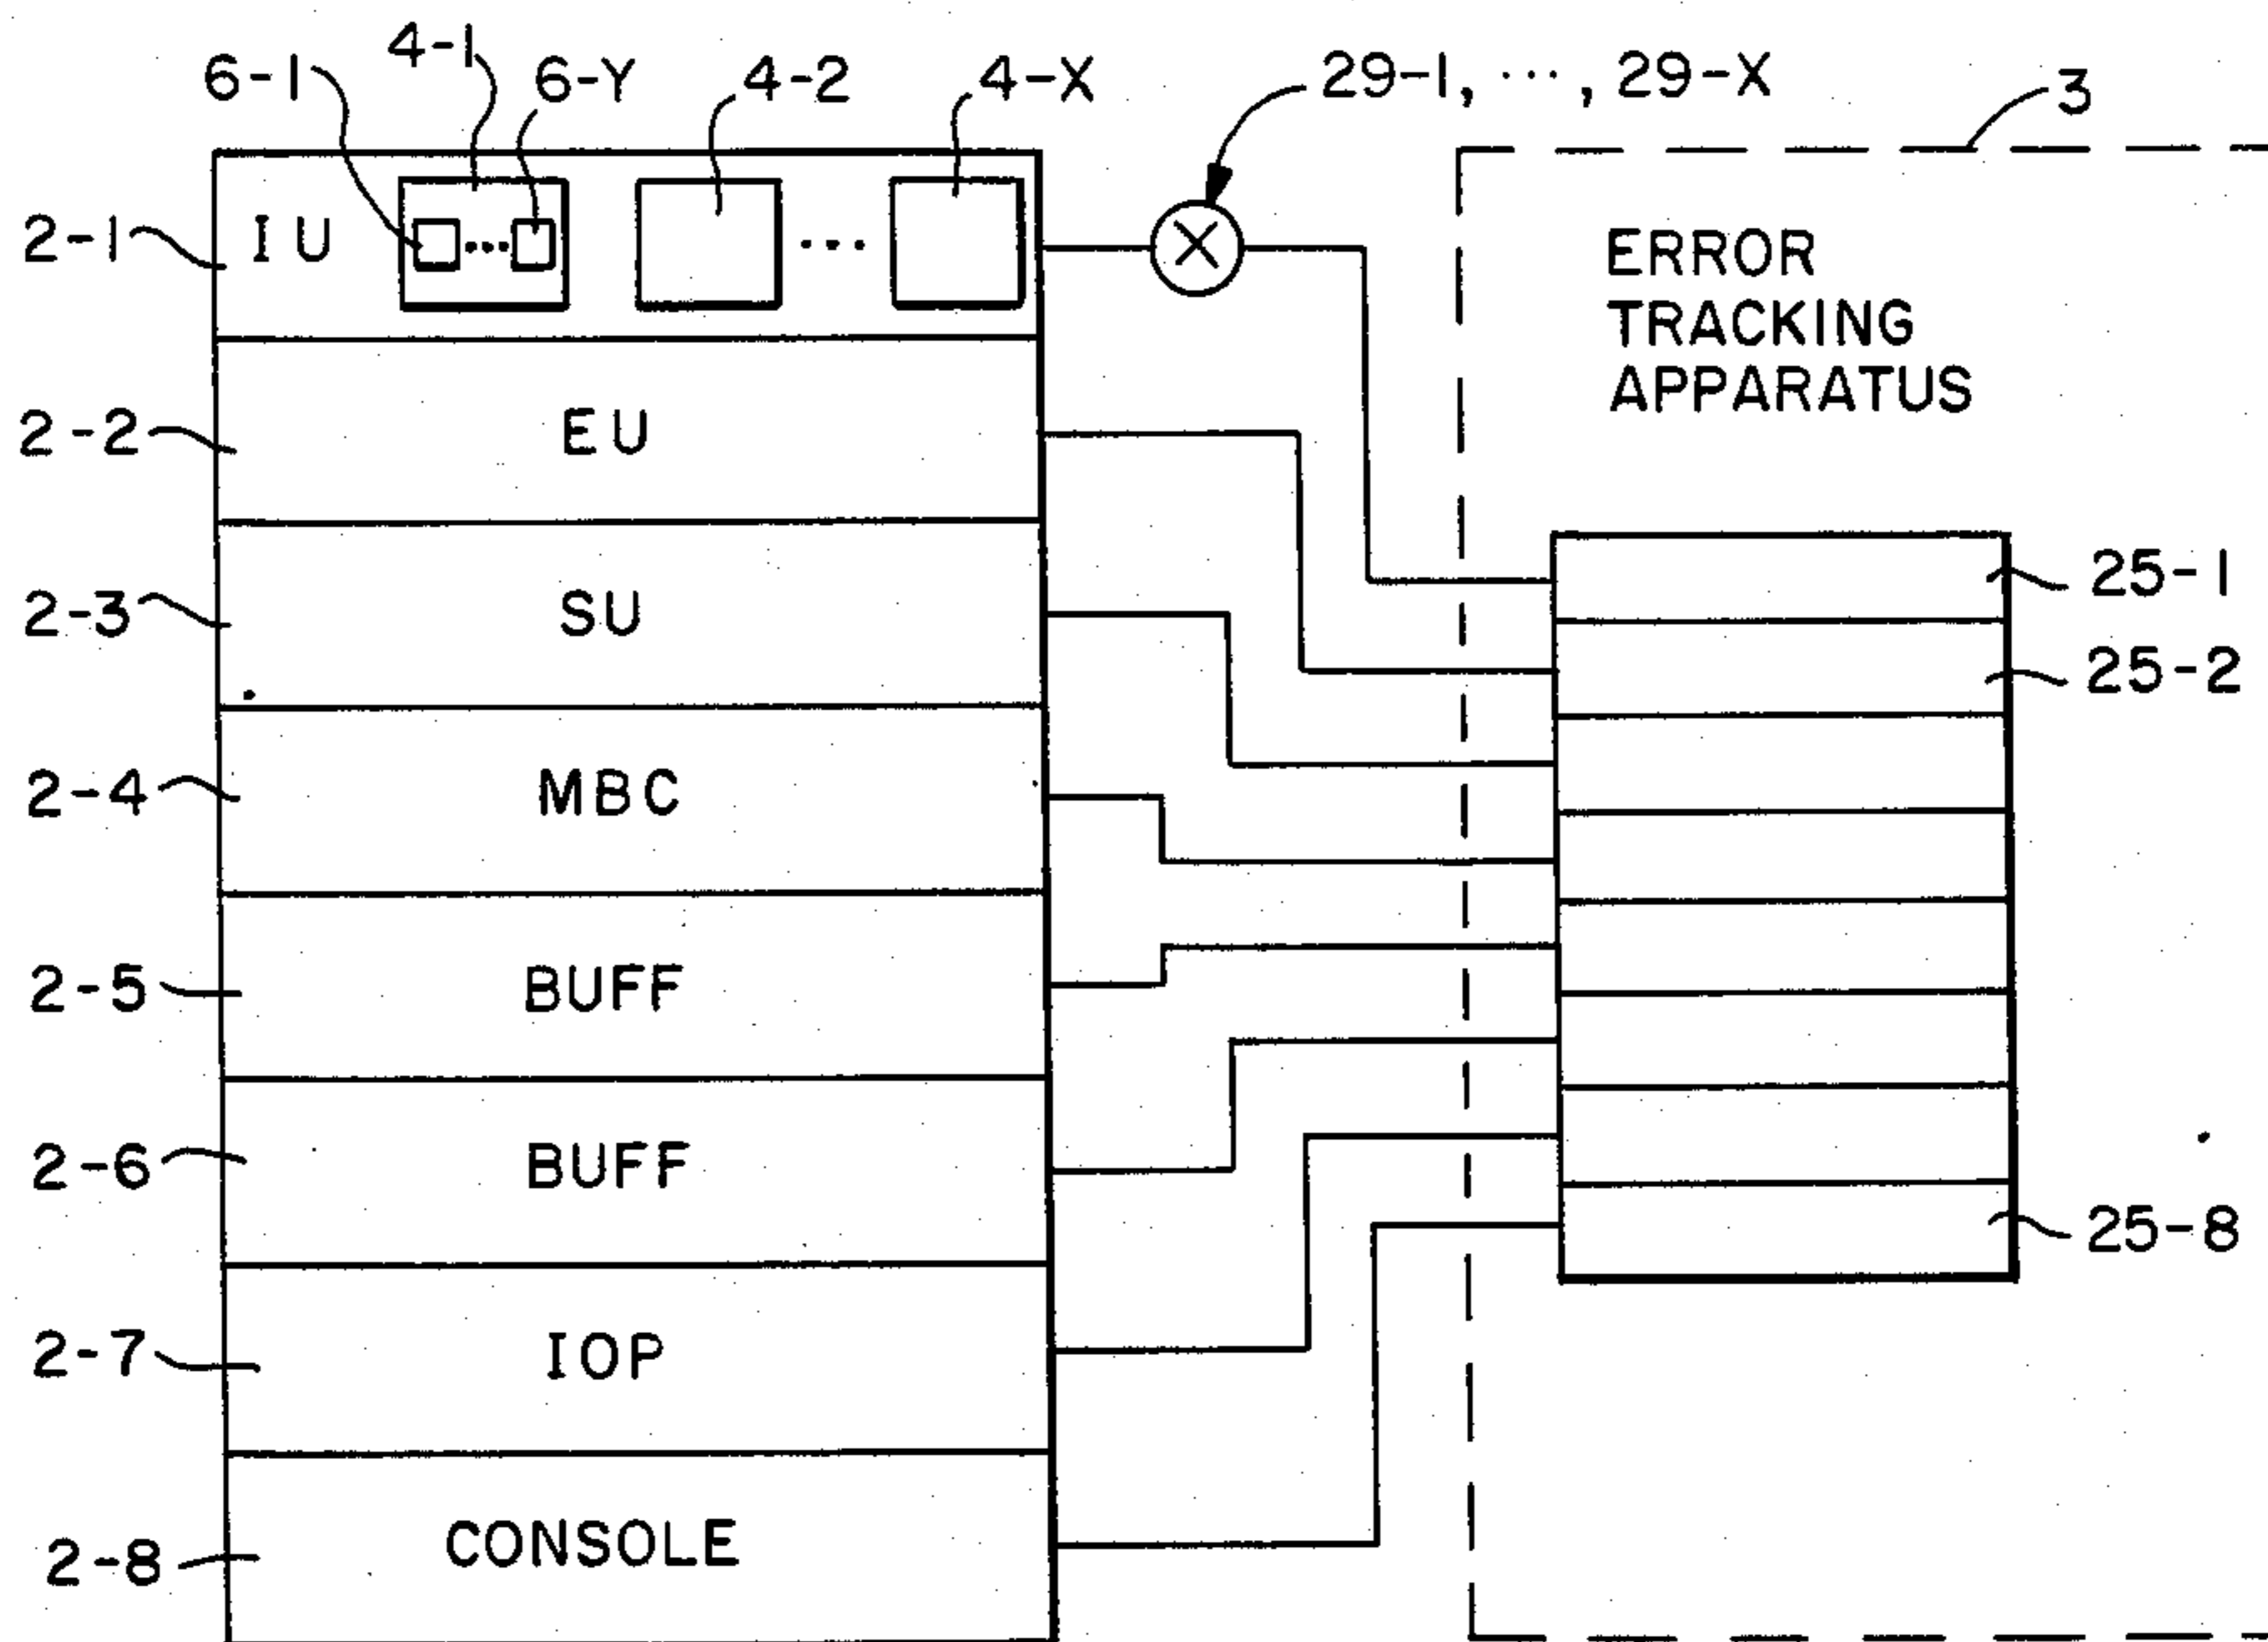 6-1 4-1 6-Y 4-2 4-X 29-1, ..., 29-X 3
2-1 IU ... ...
X
ERROR
TRACKING
APPARATUS
2-2 EU
2-3 SU
25-1
25-2
2-4 MBC
2-5 BUFF
2-6 BUFF
25-8
2-7 IOP
2-8 CONSOLE